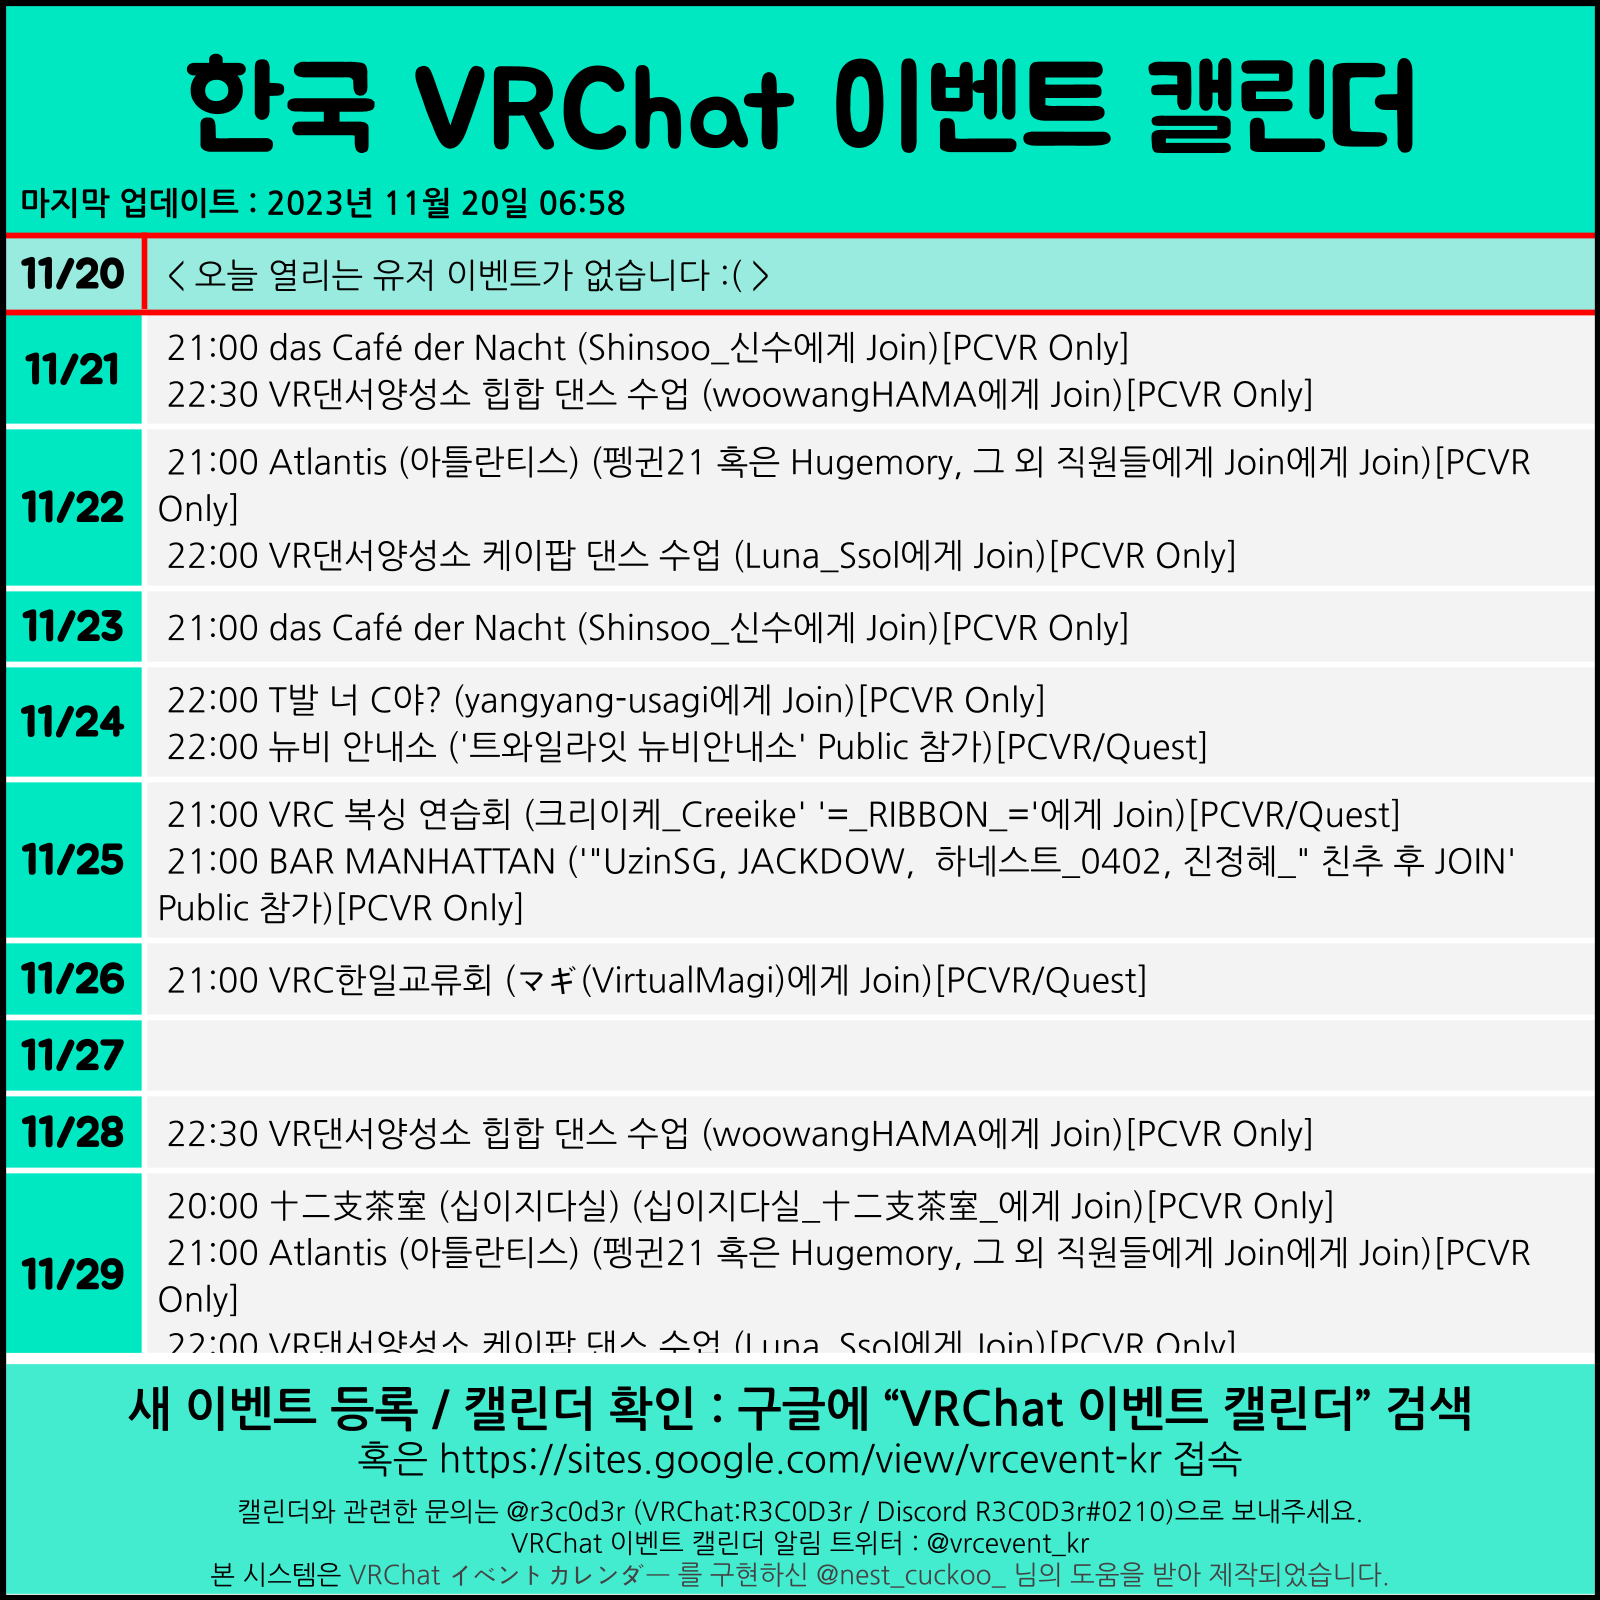 한국 VRChat 이벤트 캘린더
마지막 업데이트 : 2023년 11월 20일 06:58
11/20
< 오늘 열리는 유저 이벤트가 없습니다 :( >
11/21
21:00 das Café der Nacht (Shinsoo_신수에게 Join)[PCVR Only]
22:30 VR댄서양성소 힙합 댄스 수업 (woowangHAMA에게 Join)[PCVR Only]
11/22
21:00 Atlantis (아틀란티스) (펭귄21 혹은 Hugemory, 그 외 직원들에게 Join에게 Join)[PCVR
Only]
22:00 VR댄서양성소 케이팝 댄스 수업 (Luna_Ssol에게 Join)[PCVR Only]
11/23
21:00 das Café der Nacht (Shinsoo_신수에게 Join)[PCVR Only]
11/24
22:00 T발 너 C야? (yangyang-usagi에게 Join)[PCVR Only]
22:00 뉴비 안내소 ('트와일라잇 뉴비안내소' Public 참가)[PCVR/Quest]
11/25
21:00 VRC 복싱 연습회 (크리이케_Creeike' '=_RIBBON_='에게 Join)[PCVR/Quest]
21:00 BAR MANHATTAN ('"UzinSG, JACKDOW,  하네스트_0402, 진정혜_" 친추 후 JOIN'
Public 참가)[PCVR Only]
11/26
21:00 VRC한일교류회 (マギ(VirtualMagi)에게 Join)[PCVR/Quest]
11/27
11/28
22:30 VR댄서양성소 힙합 댄스 수업 (woowangHAMA에게 Join)[PCVR Only]
11/29
20:00 十二支茶室 (십이지다실) (십이지다실_十二支茶室_에게 Join)[PCVR Only]
21:00 Atlantis (아틀란티스) (펭귄21 혹은 Hugemory, 그 외 직원들에게 Join에게 Join)[PCVR
Only]
22:00 VR댄서양성소 케이팝 댄스 수업 (Luna_Ssol에게 Join)[PCVR Only]
새 이벤트 등록 / 캘린더 확인 : 구글에 “VRChat 이벤트 캘린더” 검색
혹은 https://sites.google.com/view/vrcevent-kr 접속
캘린더와 관련한 문의는 @r3c0d3r (VRChat:R3C0D3r / Discord R3C0D3r#0210)으로 보내주세요.
VRChat 이벤트 캘린더 알림 트위터 : @vrcevent_kr
본 시스템은 VRChat イベントカレンダー 를 구현하신 @nest_cuckoo_ 님의 도움을 받아 제작되었습니다.